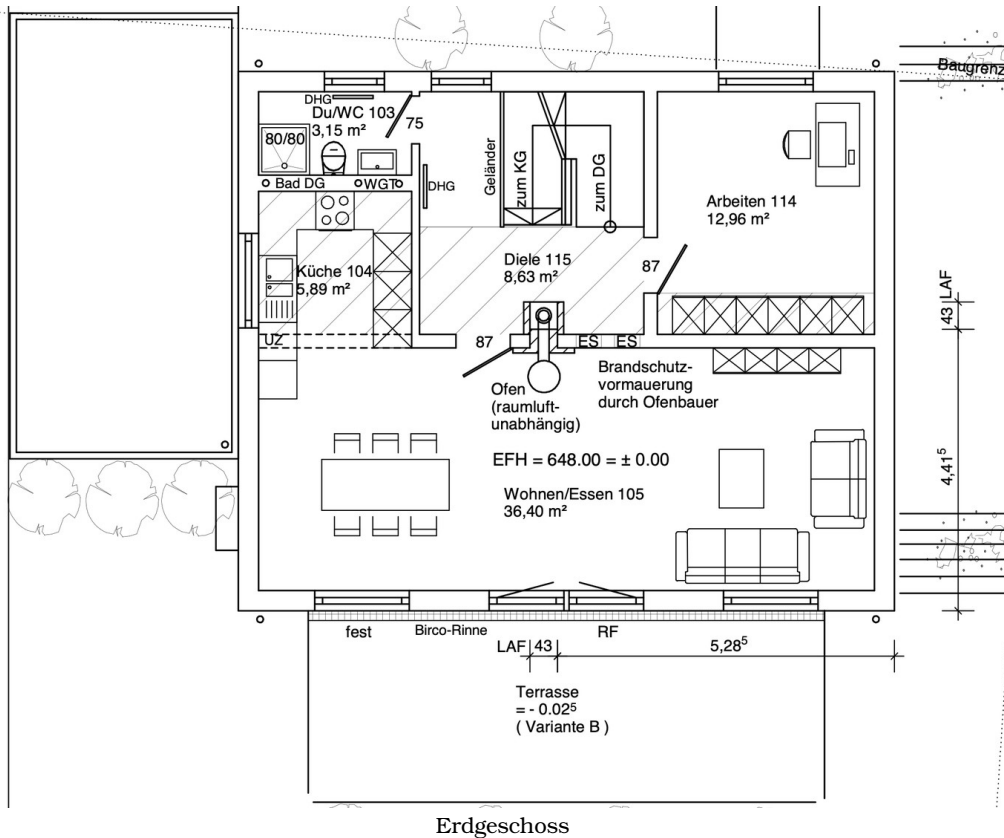 Baugrenz
DHG
Du/WC 103
3,15 m²
75
80/80
Bad DG
WGT
DHG
Geländer
zum KG
zum DG
Arbeiten 114
12,96 m²
Küche 104
5,89 m²
Diele 115
8,63 m²
87
43 LAF
UZ
87
ES ES
Ofen
(raumluft-
unabhängig)
Brandschutz-
vormauerung
durch Ofenbauer
EFH = 648.00 = ± 0.00
Wohnen/Essen 105
36,40 m²
4,41⁵
fest
Birco-Rinne
RF
LAF 43
5,28⁵
Terrasse
= - 0.02⁵
( Variante B )
Erdgeschoss